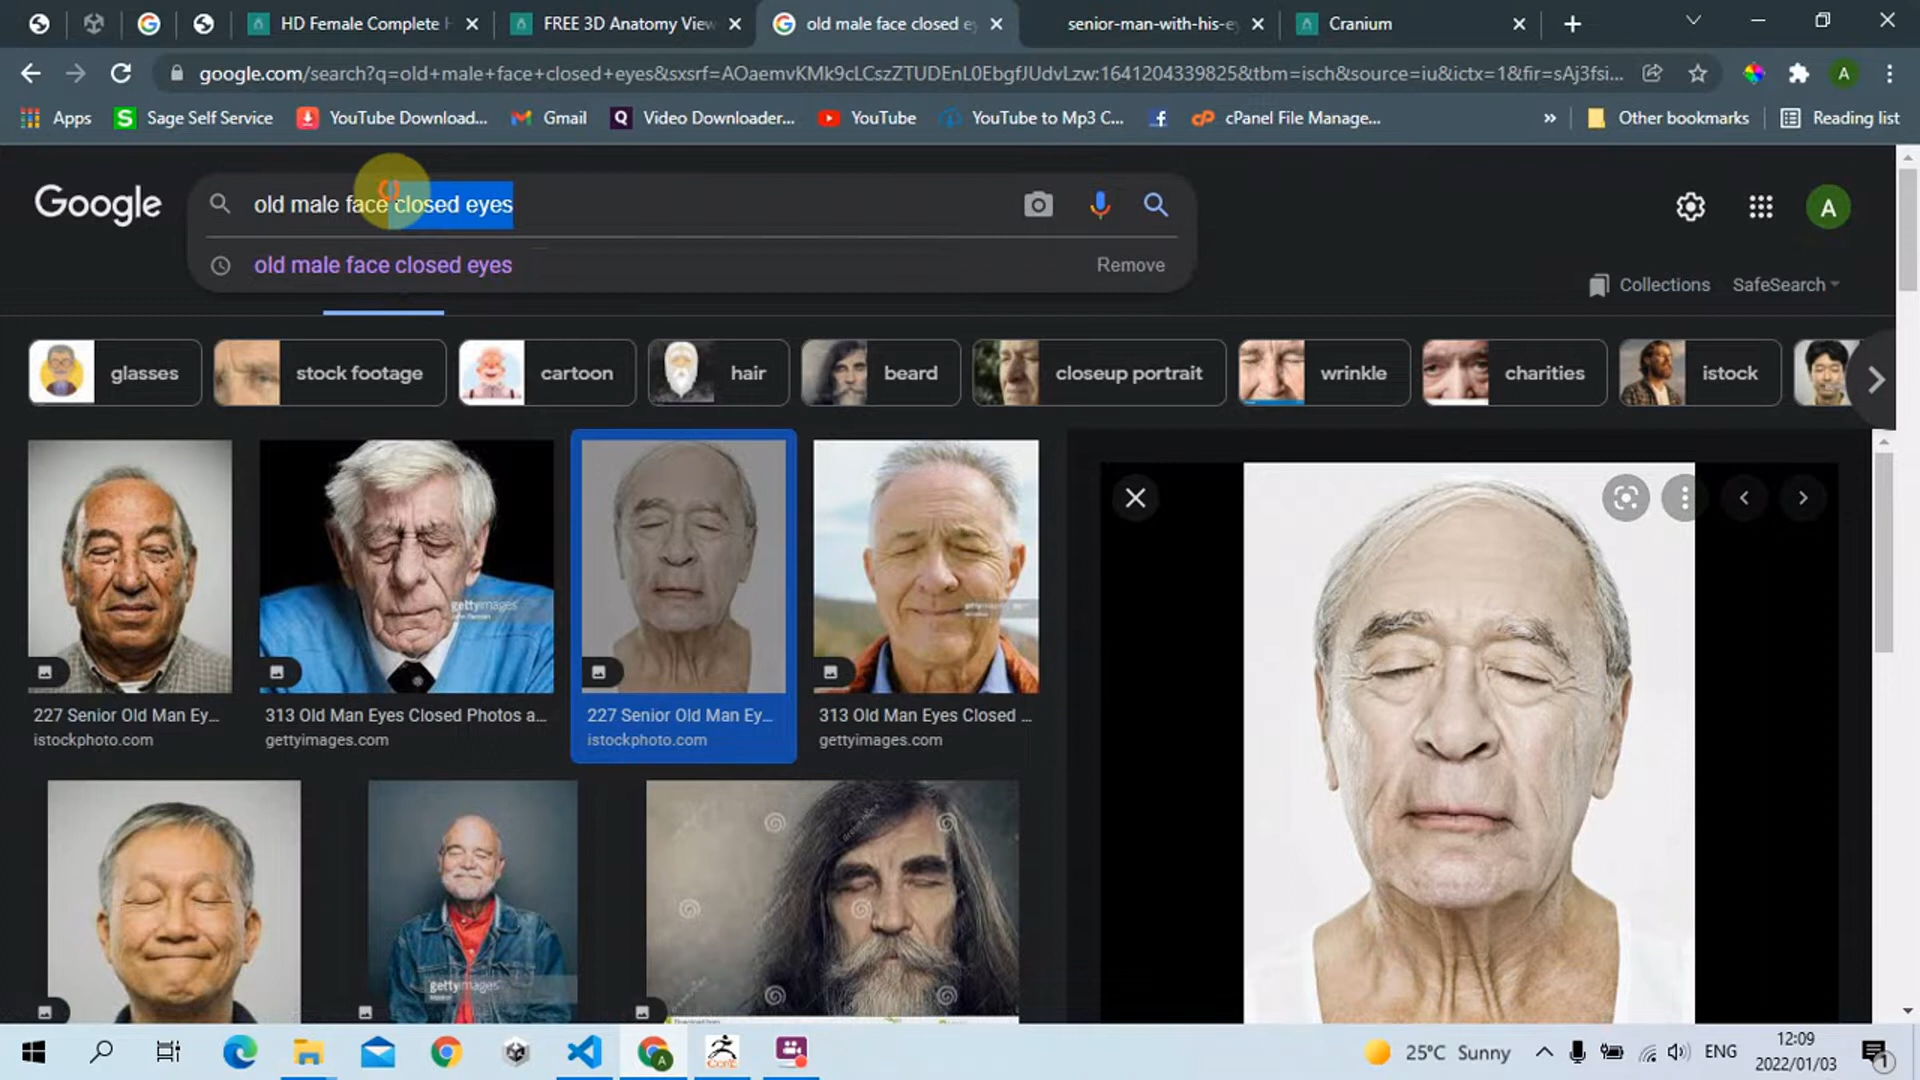 HD Female Complete H
FREE 3D Anatomy View
old male face closed ey
senior-man-with-his-ey
Cranium
google.com/search?q=old+male+face+closed+eyes&sxsrf=AOaemvKMk9cLCszZTUDEnL0EbgfJUdvLzw:1641204339825&tbm=isch&source=iu&ictx=1&fir=sAj3fsi...
A
Apps
Sage Self Service
YouTube Download...
Gmail
Video Downloader...
YouTube
YouTube to Mp3 C...
cPanel File Manage...
»
Other bookmarks
Reading list
Google
old male face closed eyes
A
old male face closed eyes
Remove
Collections
SafeSearch
glasses
stock footage
cartoon
hair
beard
closeup portrait
wrinkle
charities
istock
gettyimages
gettyimages
227 Senior Old Man Ey...
istockphoto.com
313 Old Man Eyes Closed Photos a...
gettyimages.com
227 Senior Old Man Ey...
istockphoto.com
313 Old Man Eyes Closed ...
gettyimages.com
gettyimages
25°C Sunny
ENG
12:09
2022/01/03
1